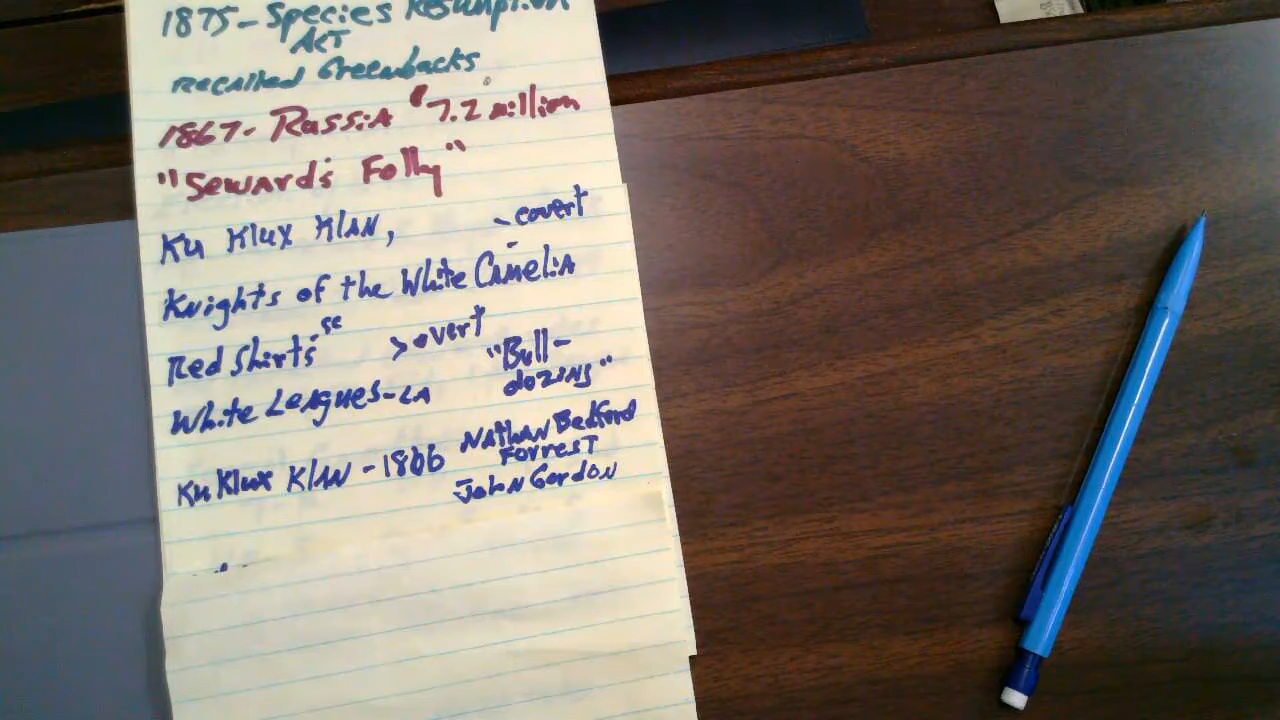 1875 - Species Resumption
ACT
recalled Greenbacks
1867 - Russia $7.2 million
"Seward's Folly"
Ku Klux Klan, - covert
Knights of the White Camelia
Red Shirts SC > overt
White Leagues - LA "Bull-
dozing"
Ku Klux Klan - 1866 Nathan Bedford
Forrest
John Gordon